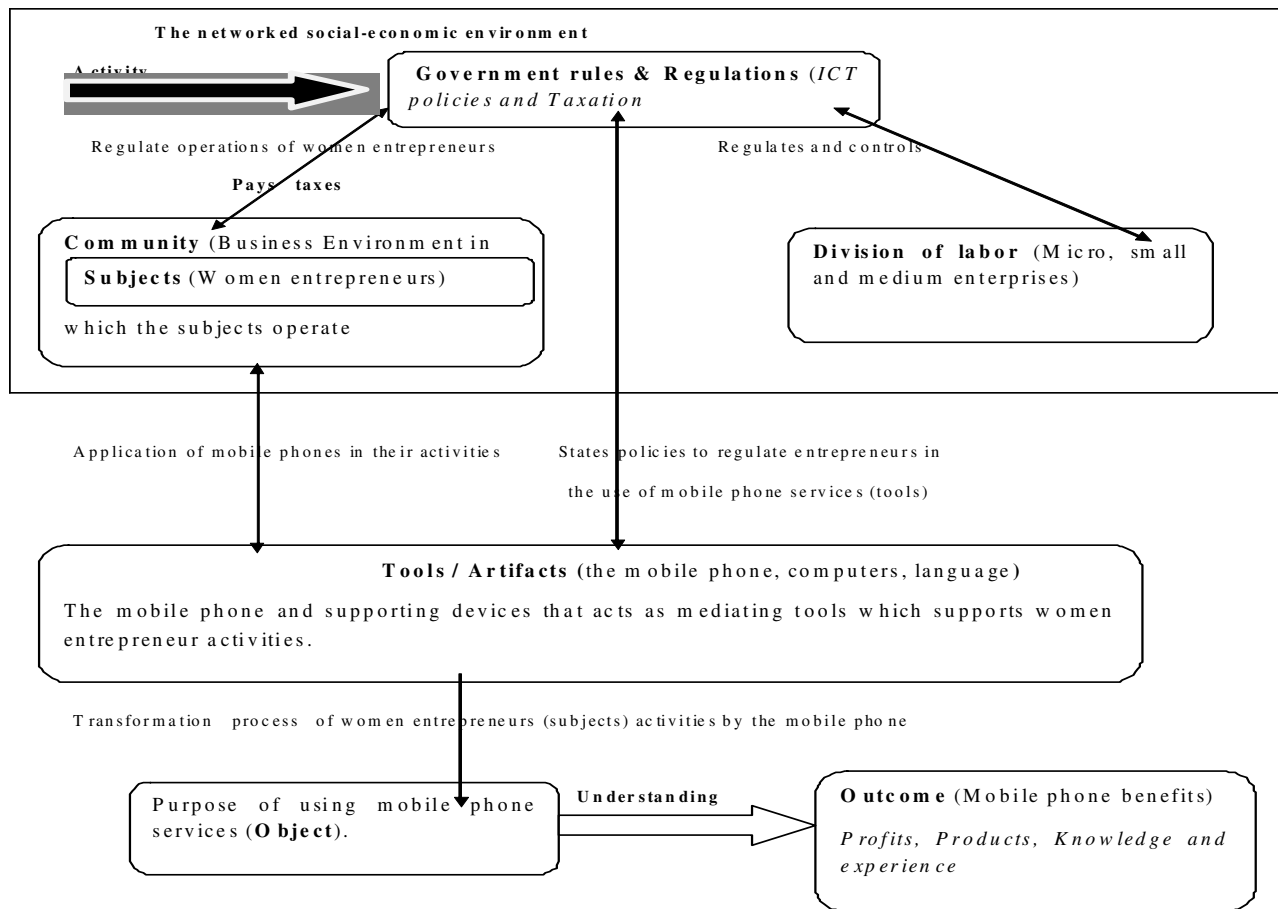 The networked social-economic environment
Activity
Government rules & Regulations (ICT
policies and Taxation
Regulate operations of women entrepreneurs
Regulates and controls
Pays taxes
Community (Business Environment in
Subjects (Women entrepreneurs)
which the subjects operate
Division of labor (Micro, small
and medium enterprises)
Application of mobile phones in their activities
States policies to regulate entrepreneurs in
the use of mobile phone services (tools)
Tools / Artifacts (the mobile phone, computers, language)
The mobile phone and supporting devices that acts as mediating tools which supports women
entrepreneur activities.
Transformation process of women entrepreneurs (subjects) activities by the mobile phone
Purpose of using mobile phone
services (Object).
Understanding
Outcome (Mobile phone benefits)
Profits, Products, Knowledge and
experience